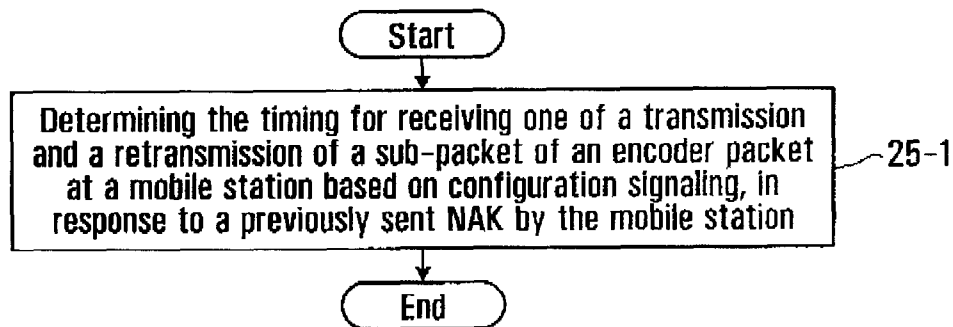 Start
Determining the timing for receiving one of a transmission
and a retransmission of a sub-packet of an encoder packet
at a mobile station based on configuration signaling, in
response to a previously sent NAK by the mobile station
25-1
End